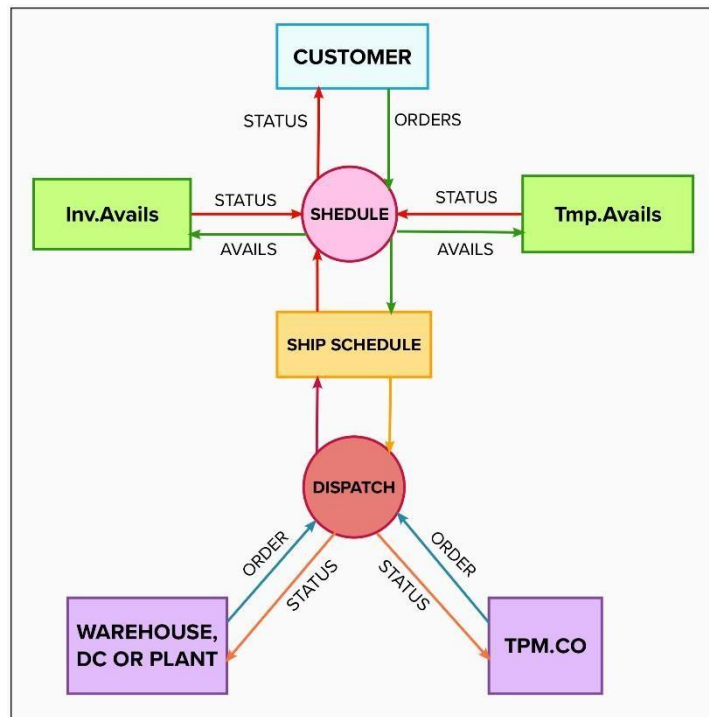 CUSTOMER
STATUS
ORDERS
Inv.Avails
STATUS
SHEDULE
STATUS
Tmp.Avails
AVAILS
AVAILS
SHIP SCHEDULE
DISPATCH
ORDER
STATUS
ORDER
STATUS
WAREHOUSE,
DC OR PLANT
TPM.CO